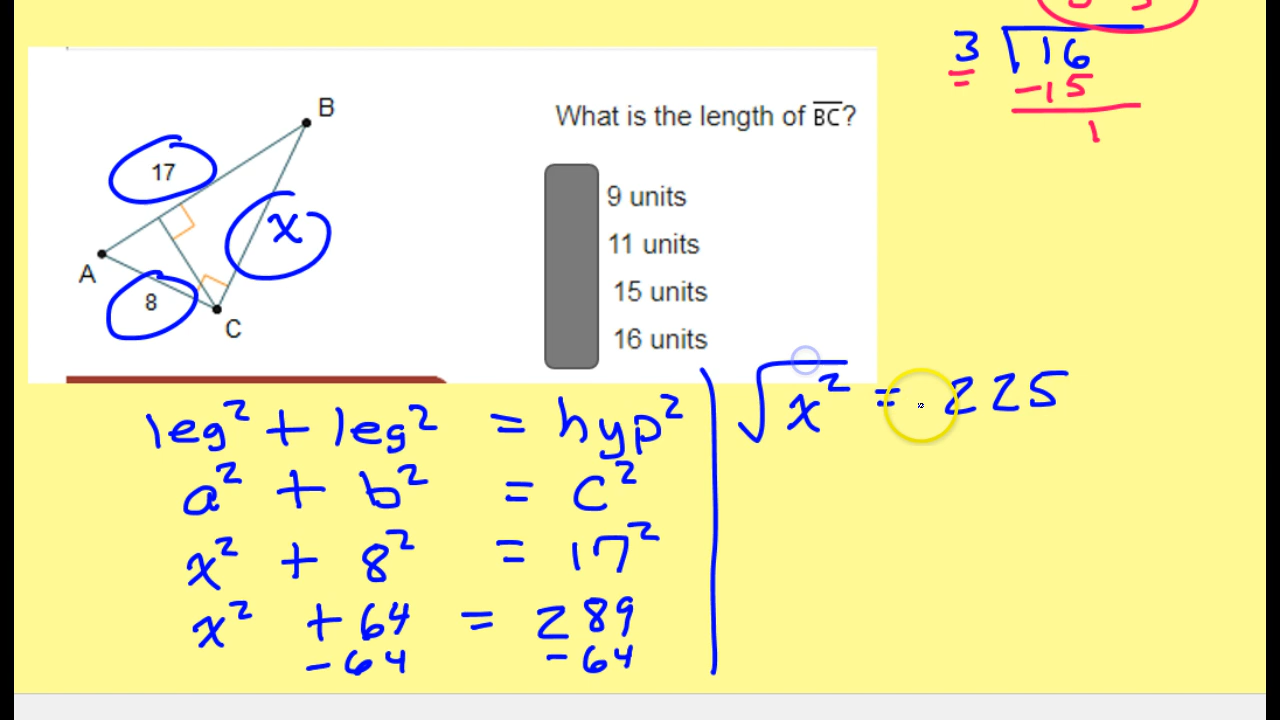 3 16
-15
1
B
What is the length of BC?
17
9 units
x
11 units
A
8
15 units
C
16 units
leg² + leg² = hyp²
a² + b² = c²
x² + 8² = 17²
x² + 64 = 289
-64 -64
√x² = 225